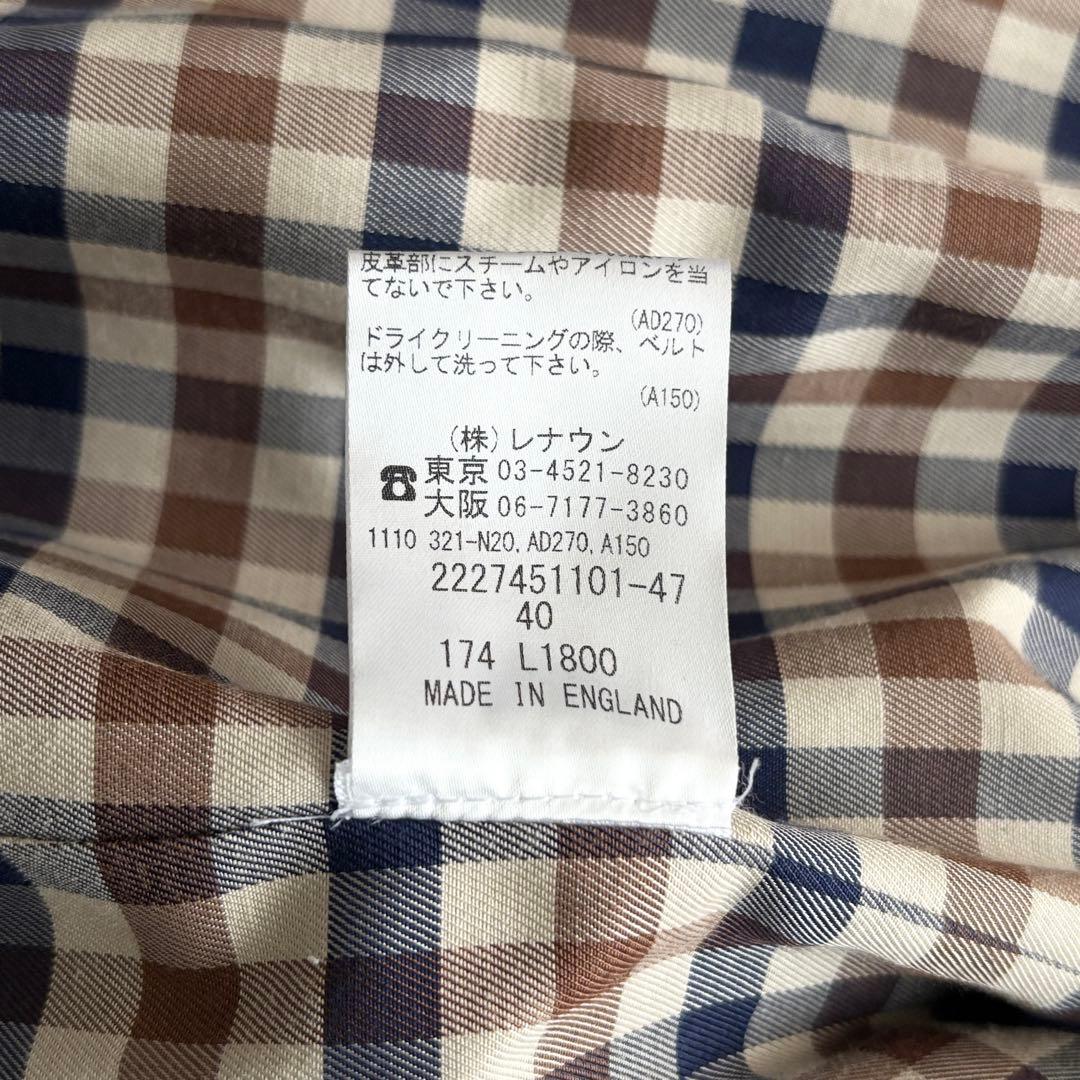 皮革部にスチームやアイロンを当
てないで下さい。
(AD270)
ドライクリーニングの際、ベルト
は外して洗って下さい。
(A150)
(株)レナウン
☎東京 03-4521-8230
大阪 06-7177-3860
1110 321-N20,AD270,A150
2227451101-47
40
174 L1800
MADE IN ENGLAND